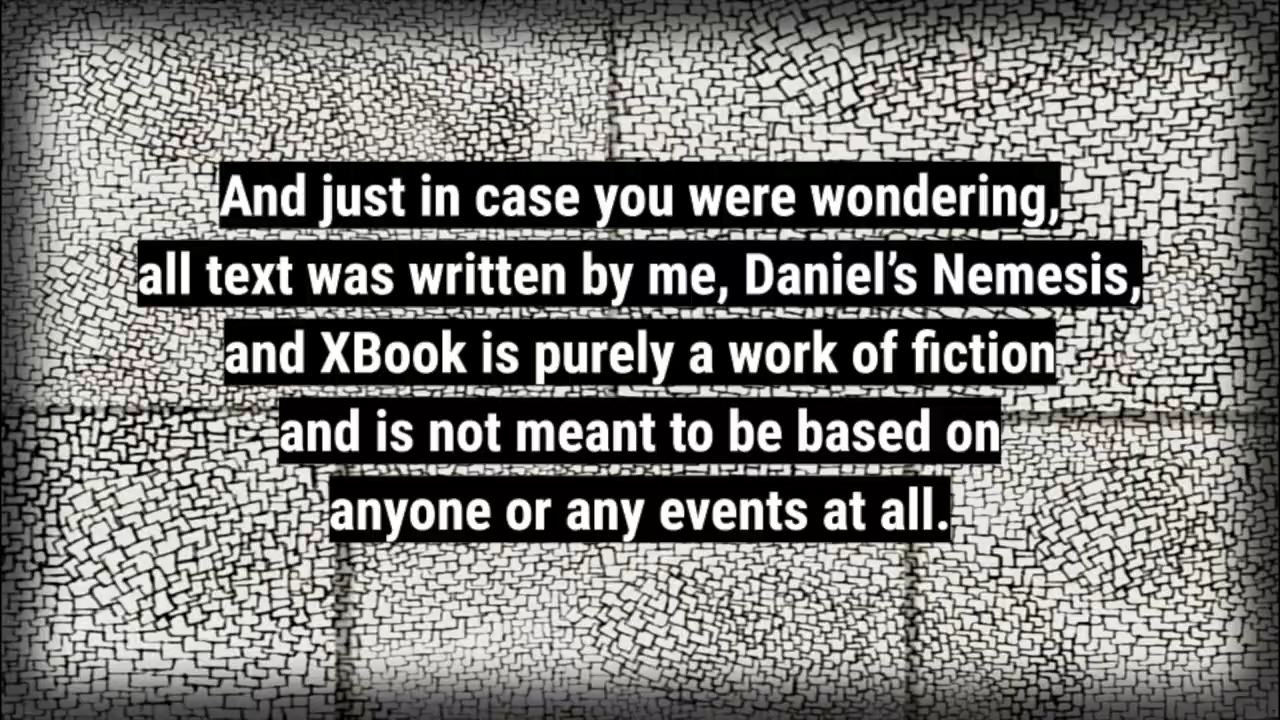 And just in case you were wondering,
all text was written by me, Daniel’s Nemesis,
and XBook is purely a work of fiction
and is not meant to be based on
anyone or any events at all.